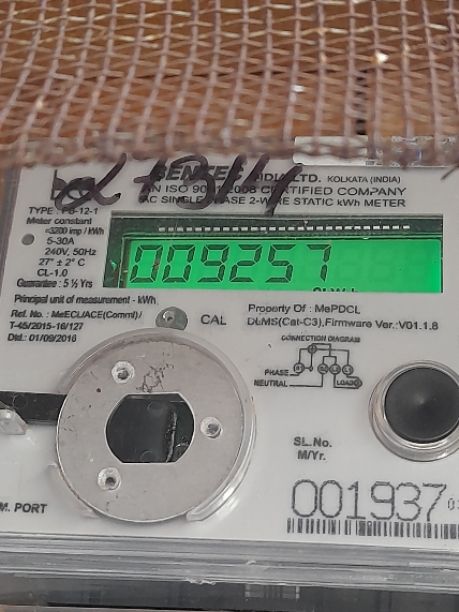 SENTEC INDIA LTD. KOLKATA (INDIA)
AN ISO 9001:2008 CERTIFIED COMPANY
AC SINGLE PHASE 2-WIRE STATIC kWh METER
Meter constant
=3200 imp / kWh
5-30A
240V, 50Hz
27° ± 2° C
CL-1.0
Guarantee : 5 ½ Yrs
009257
Principal unit of measurement - kWh
Ref. No. : MeECL/ACE(Comml)/
T-45/2015-16/127
Dtd.: 01/09/2016
CAL
Property Of : MePDCL
DLMS(Cat-C3),Firmware Ver.:V01.1.8
CONNECTION DIAGRAM
PHASE
NEUTRAL
LOAD
SL.No.
M/Yr.
001937
M. PORT